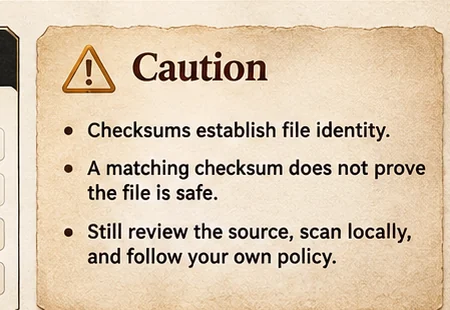 Caution
• Checksums establish file identity.
• A matching checksum does not prove
the file is safe.
• Still review the source, scan locally,
and follow your own policy.